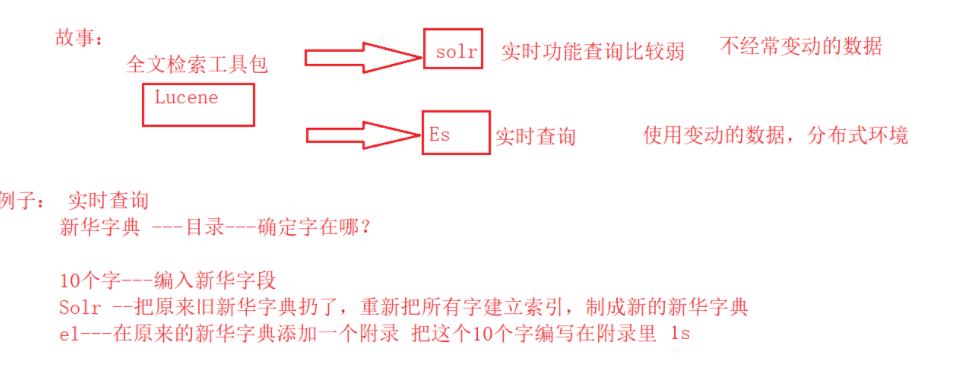 故事：
全文检索工具包
Lucene
solr 实时功能查询比较弱 不经常变动的数据
Es 实时查询 使用变动的数据，分布式环境
例子： 实时查询
新华字典 ---目录---确定字在哪？
10个字---编入新华字段
Solr --把原来旧新华字典扔了，重新把所有字建立索引，制成新的新华字典
el---在原来的新华字典添加一个附录 把这个10个字编写在附录里 1s